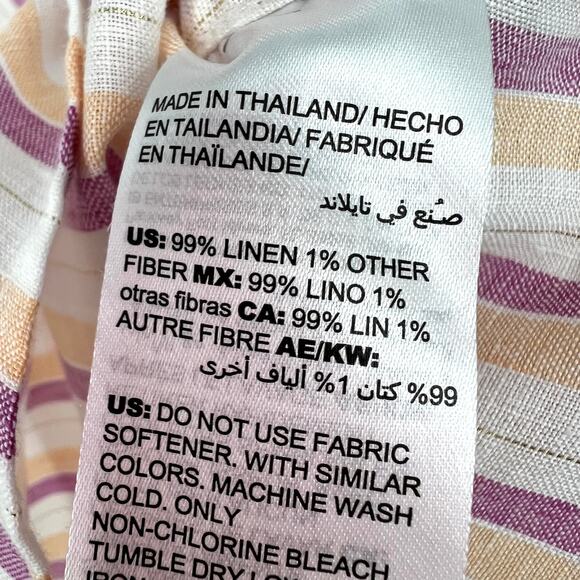 MADE IN THAILAND/ HECHO
EN TAILANDIA/ FABRIQUÉ
EN THAÏLANDE/
صُنع في تايلاند
US: 99% LINEN 1% OTHER
FIBER MX: 99% LINO 1%
otras fibras CA: 99% LIN 1%
AUTRE FIBRE AE/KW:
99% كتان 1% ألياف أخرى
US: DO NOT USE FABRIC
SOFTENER. WITH SIMILAR
COLORS. MACHINE WASH
COLD. ONLY
NON-CHLORINE BLEACH
TUMBLE DRY LOW
IRON